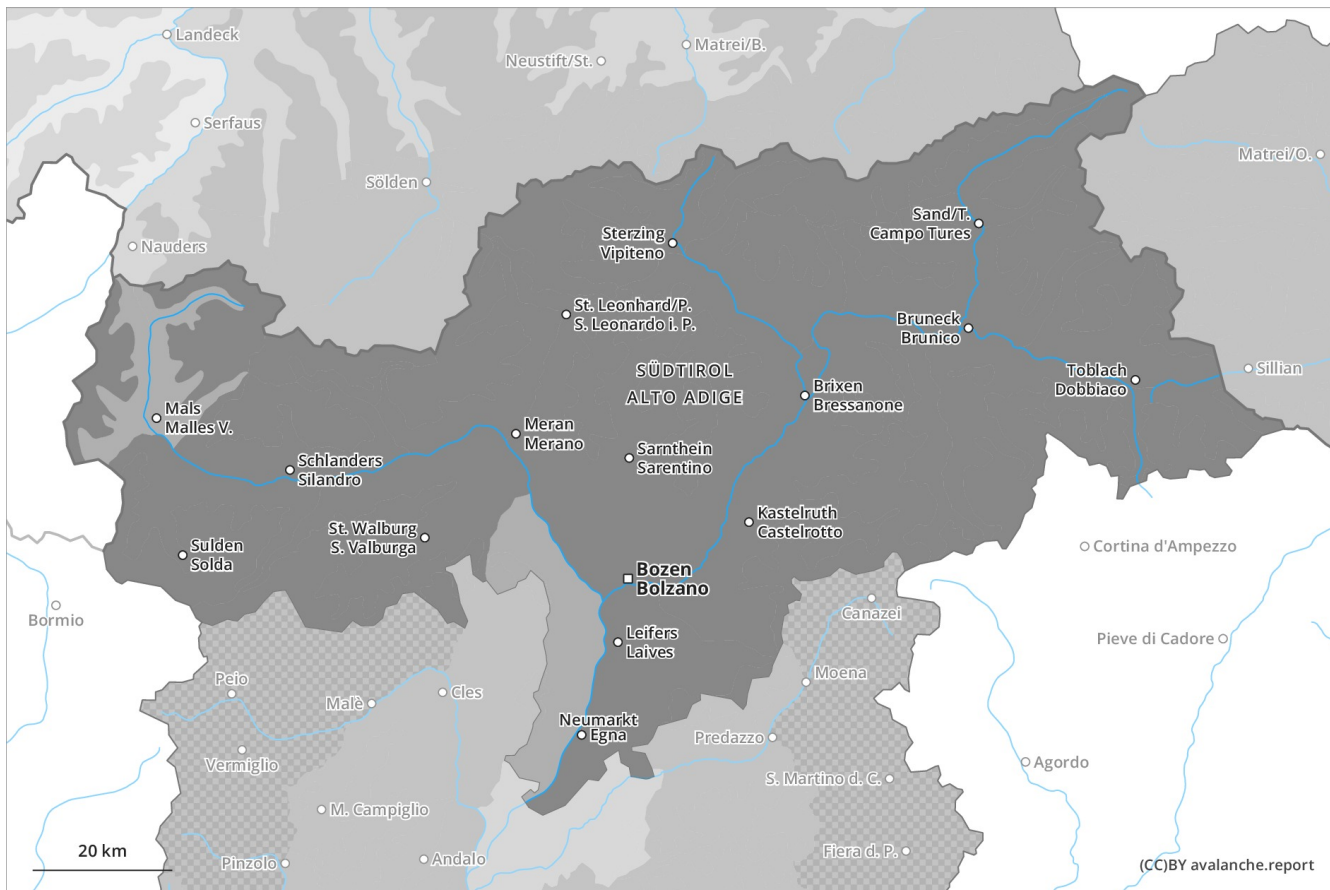 Landeck
Matrei/B.
Neustift/St.
Serfaus
Matrei/O.
Sölden
Sand/T.
Campo Tures
Sterzing
Vipiteno
Nauders
St. Leonhard/P.
S. Leonardo i. P.
Bruneck
Brunico
SÜDTIROL
ALTO ADIGE
Toblach
Dobbiaco
Sillian
Brixen
Bressanone
Mals
Malles V.
Meran
Merano
Schlanders
Silandro
Sarnthein
Sarentino
Kastelruth
Castelrotto
St. Walburg
S. Valburga
Sulden
Solda
Cortina d'Ampezzo
Bozen
Bolzano
Bormio
Canazei
Leifers
Laives
Pieve di Cadore
Peio
Moena
Malè
Cles
Neumarkt
Egna
Predazzo
Vermiglio
Agordo
S. Martino d. C.
M. Campiglio
20 km
Pinzolo
Andalo
Fiera d. P.
(CC)BY avalanche.report